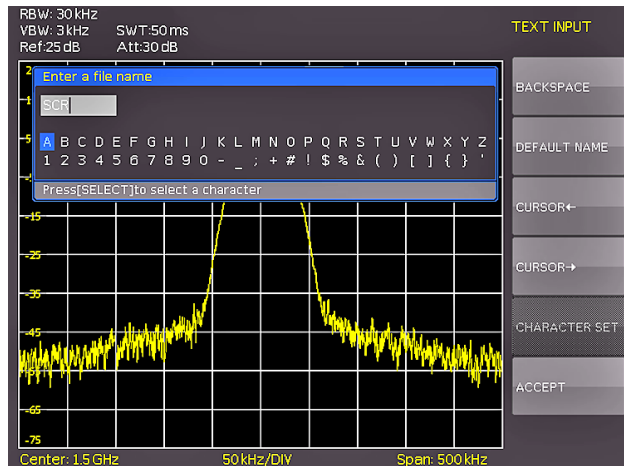 RBW: 30 kHz
VBW: 3 kHz SWT: 50 ms
Ref: 25 dB Att: 30 dB
TEXT INPUT
Enter a file name
SCR
A B C D E F G H I J K L M N O P Q R S T U V W X Y Z
1 2 3 4 5 6 7 8 9 0 - _ ; + # ! $ % & ( ) [ ] { } '
Press[SELECT]to select a character
BACKSPACE
DEFAULT NAME
CURSOR←
CURSOR→
CHARACTER SET
ACCEPT
-5
-15
-25
-35
-45
-65
-75
Center: 1.5 GHz 50 kHz/DIV Span: 500 kHz